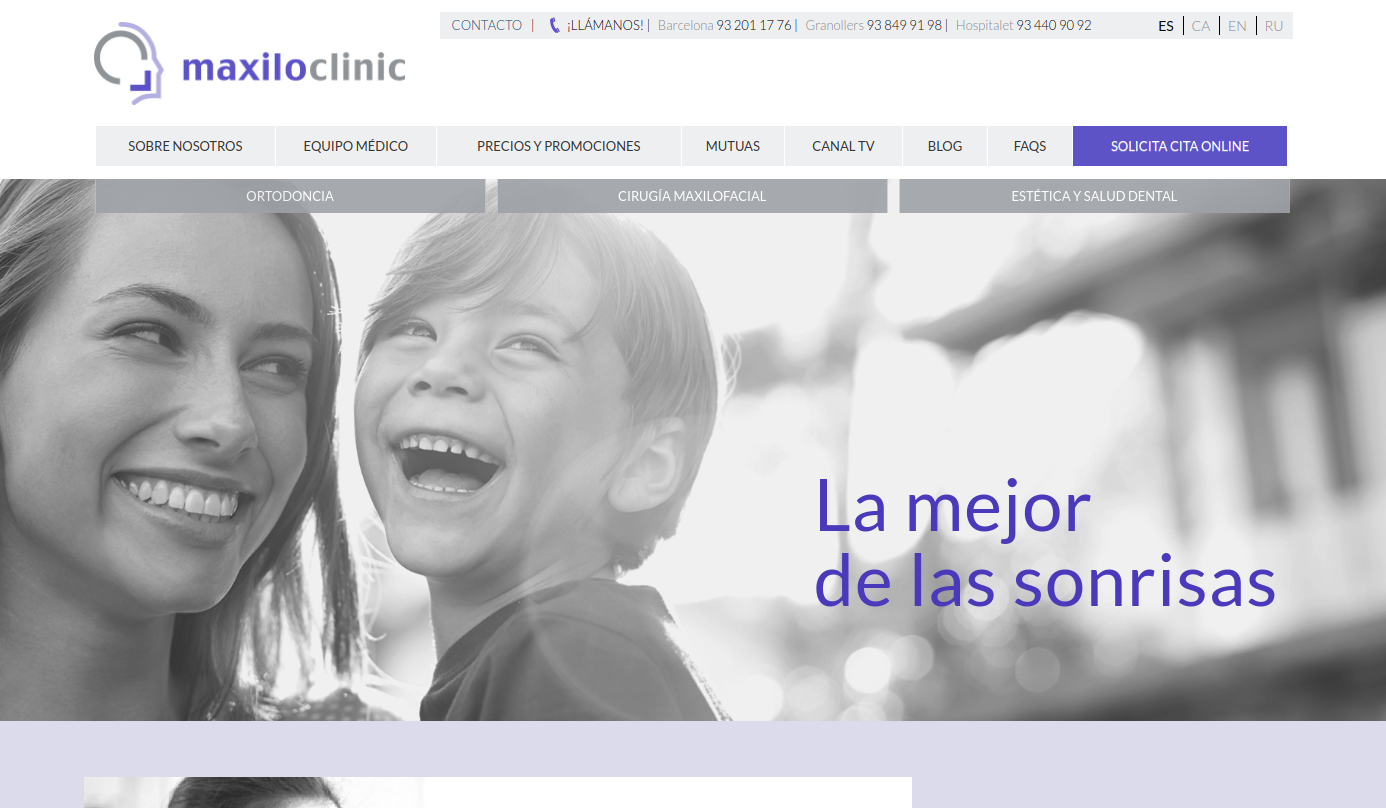 CONTACTO | ¡LLÁMANOS! | Barcelona 93 201 17 76 | Granollers 93 849 91 98 | Hospitalet 93 440 90 92
ES | CA | EN | RU
maxiloclinic
SOBRE NOSOTROS
EQUIPO MÉDICO
PRECIOS Y PROMOCIONES
MUTUAS
CANAL TV
BLOG
FAQS
SOLICITA CITA ONLINE
ORTODONCIA
CIRUGÍA MAXILOFACIAL
ESTÉTICA Y SALUD DENTAL
La mejor
de las sonrisas